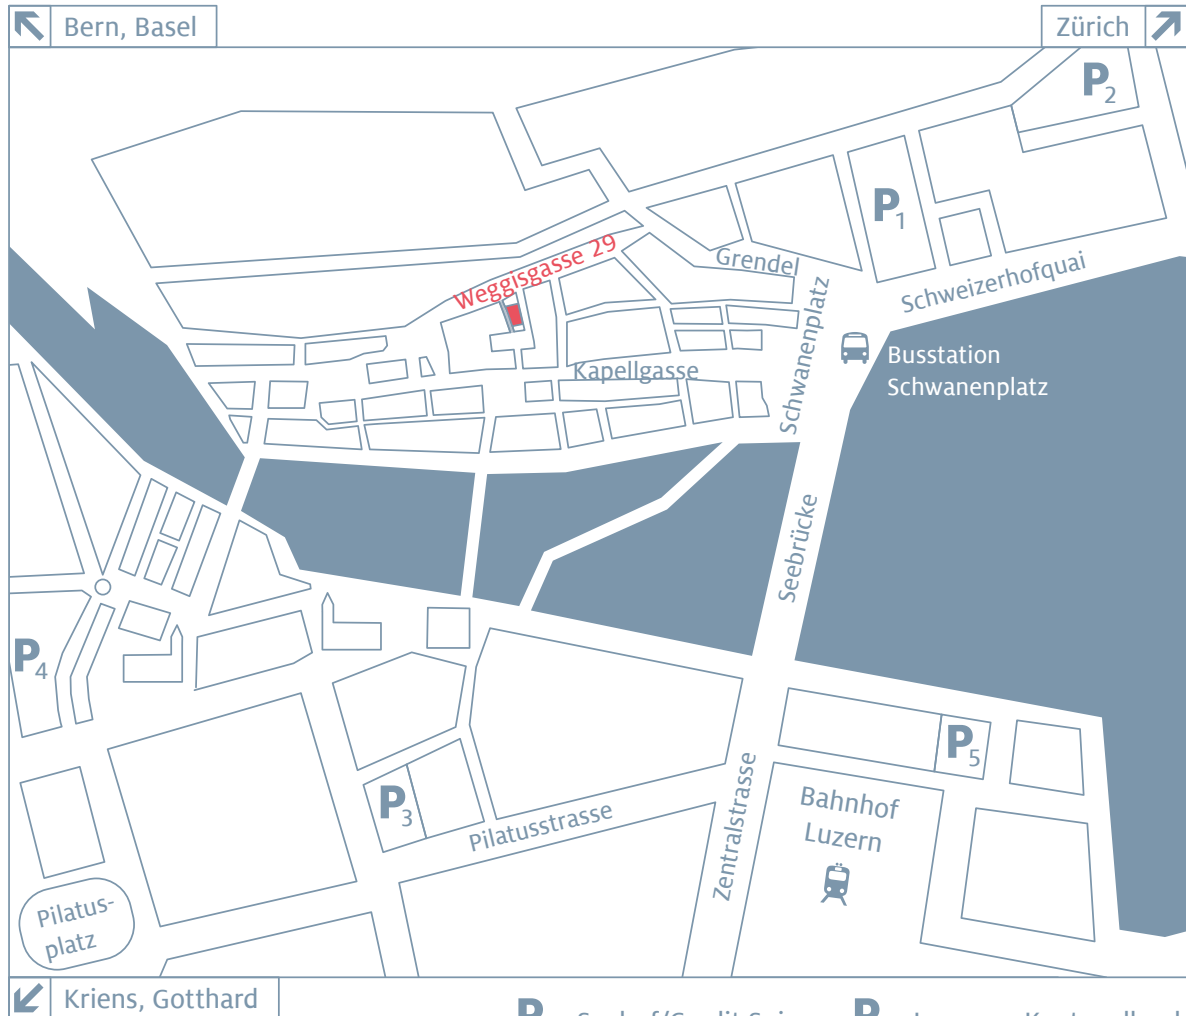 Bern, Basel
Zürich
P2
P1
Weggisgasse 29
Grendel
Schweizerhofquai
Schwanenplatz
Busstation
Schwanenplatz
Kapellgasse
Seebrücke
P4
P5
P3
Bahnhof
Luzern
Pilatusstrasse
Zentralstrasse
Pilatus-
platz
Kriens, Gotthard
P
P